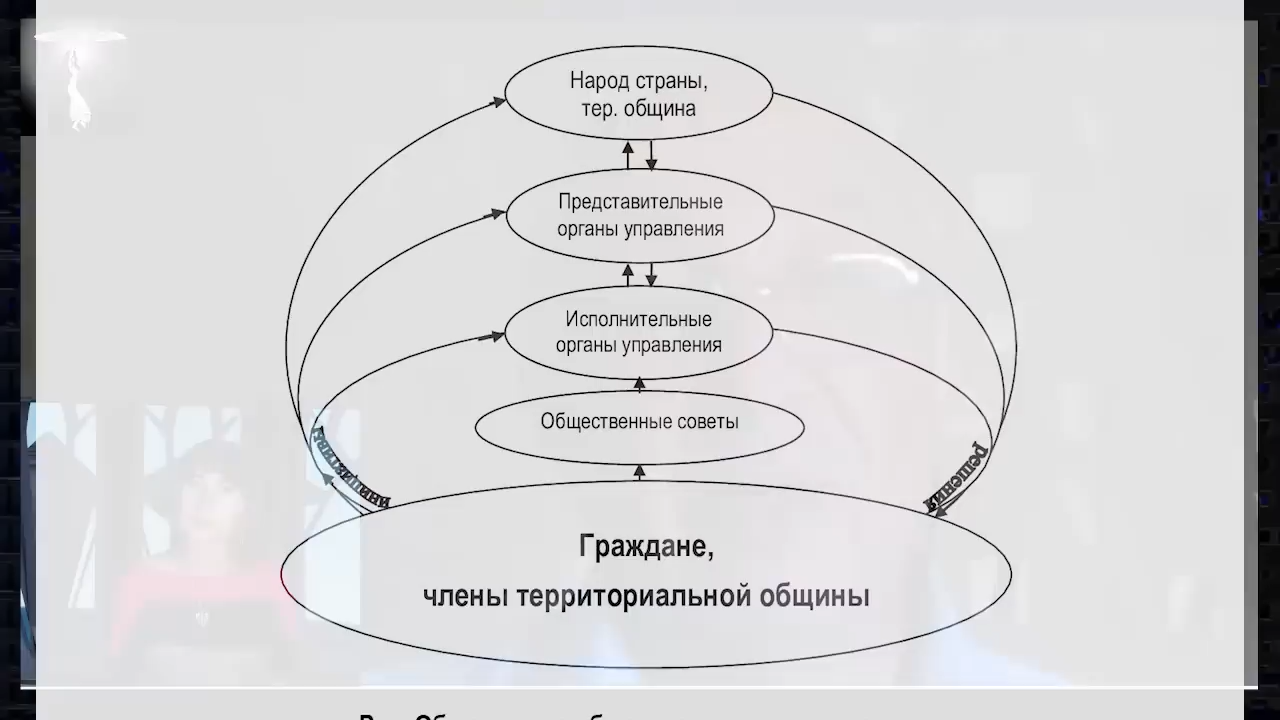 Народ страны,
тер. община
Представительные
органы управления
Исполнительные
органы управления
Общественные советы
инициативы
решения
Граждане,
члены территориальной общины